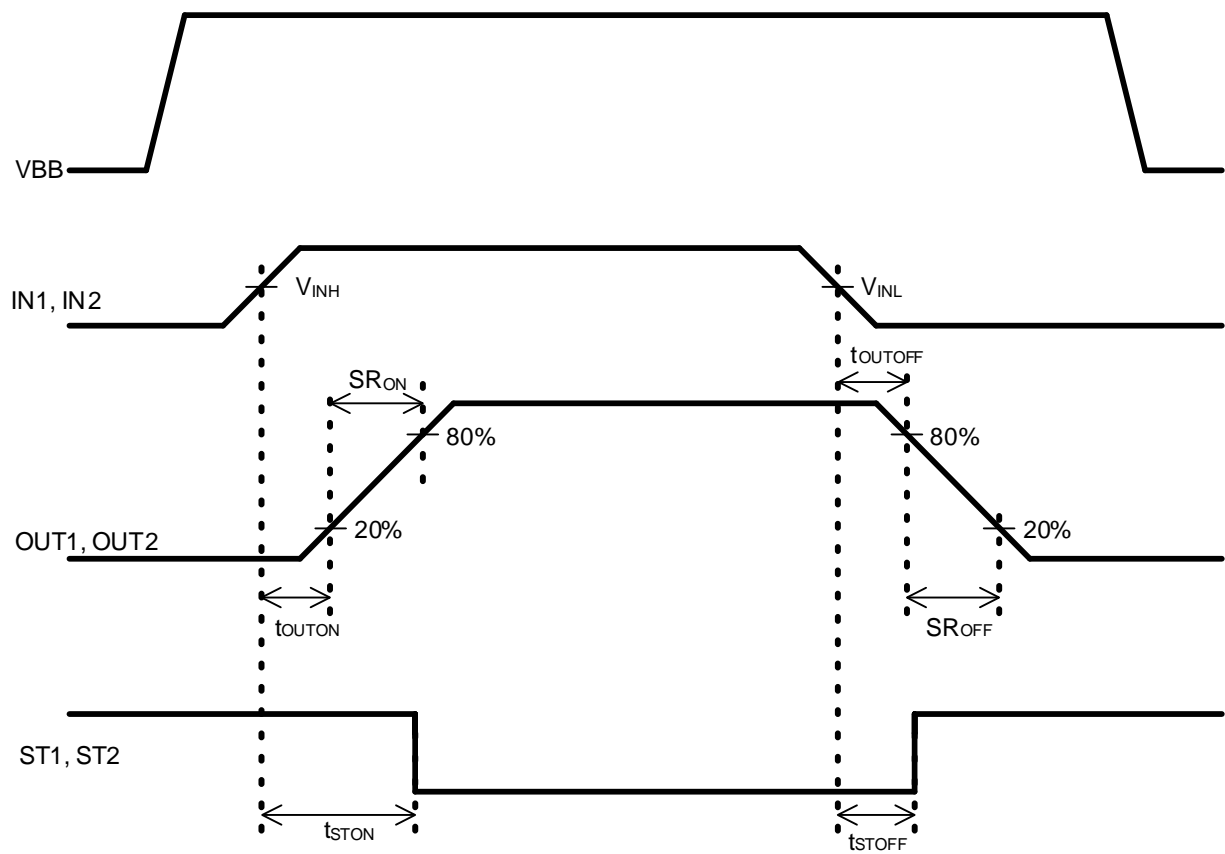 VBB
IN1, IN2
VINH
VINL
tOUTOFF
SRON
80%
80%
20%
20%
OUT1, OUT2
tOUTON
SROFF
ST1, ST2
tSTON
tSTOFF